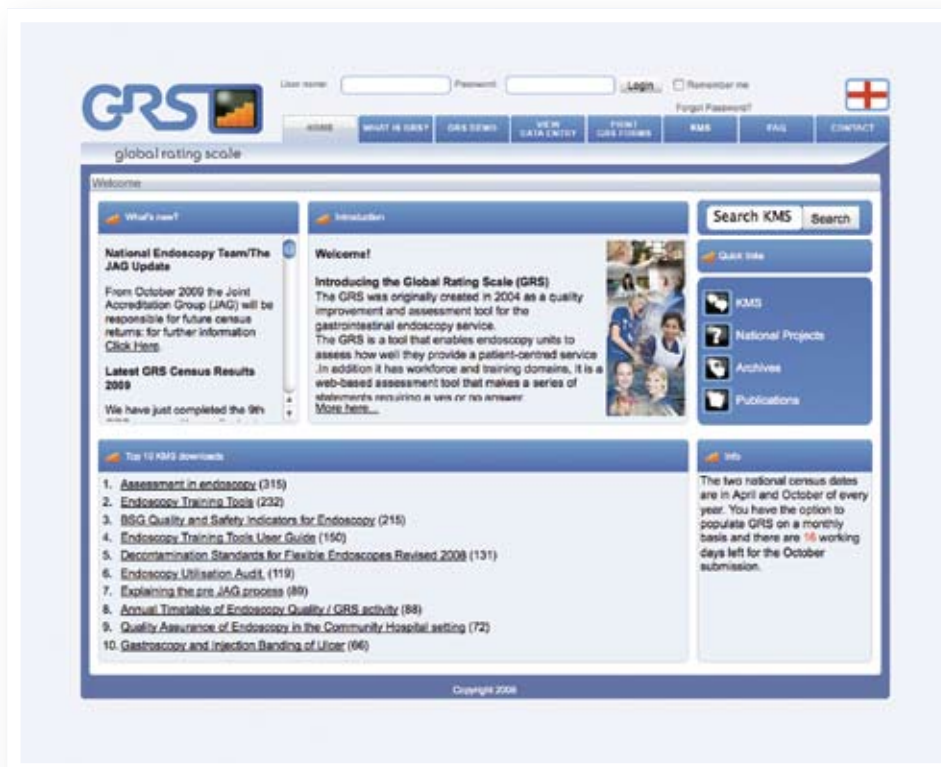 GRS
global rating scale
User name: Password: Login Remember me
Forgot Password?
HOME WHAT IS GRS? GRS DEMO VIEW DATA ENTRY PRINT GRS FORMS KMS FAQ CONTACT
Welcome
What's new?
National Endoscopy Team/The
JAG Update
From October 2009 the Joint
Accreditation Group (JAG) will be
responsible for future census
returns: for further information
Click Here.
Latest GRS Census Results
2009
We have just completed the 9th
Introduction
Welcome!
Introducing the Global Rating Scale (GRS)
The GRS was originally created in 2004 as a quality
improvement and assessment tool for the
gastrointestinal endoscopy service.
The GRS is a tool that enables endoscopy units to
assess how well they provide a patient-centred service
.In addition it has workforce and training domains, It is a
web-based assessment tool that makes a series of
statements requiring a yes or no answer.
More here...
Search KMS Search
Quick links
KMS
National Projects
Archives
Publications
Top 10 KMS downloads
1. Assessment in endoscopy (315)
2. Endoscopy Training Tools (232)
3. BSG Quality and Safety Indicators for Endoscopy (215)
4. Endoscopy Training Tools User Guide (150)
5. Decontamination Standards for Flexible Endoscopes Revised 2008 (131)
6. Endoscopy Utilisation Audit. (119)
7. Explaining the pre JAG process (89)
8. Annual Timetable of Endoscopy Quality / GRS activity (88)
9. Quality Assurance of Endoscopy in the Community Hospital setting (72)
10. Gastroscopy and Injection Banding of Ulcer (66)
Info
The two national census dates
are in April and October of every
year. You have the option to
populate GRS on a monthly
basis and there are 16 working
days left for the October
submission.
Copyright 2008